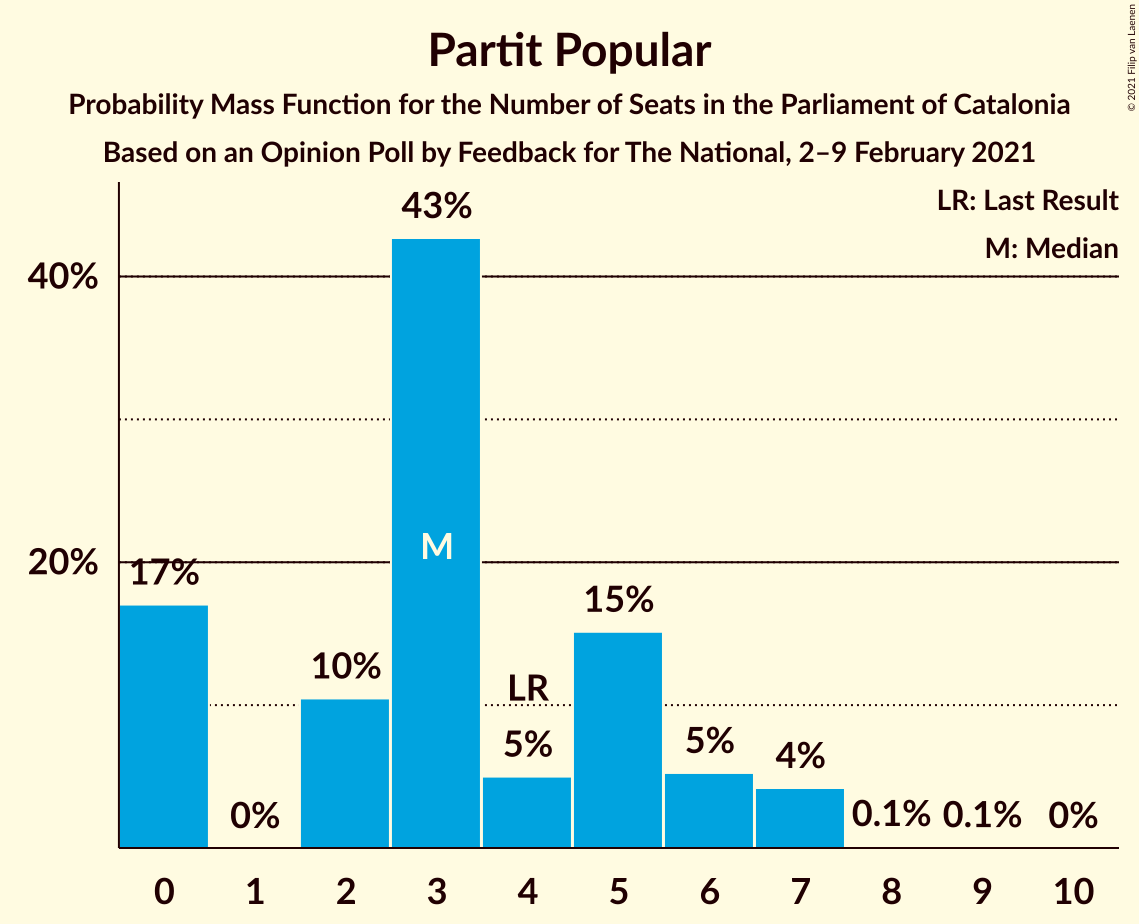 Partit Popular
Probability Mass Function for the Number of Seats in the Parliament of Catalonia
Based on an Opinion Poll by Feedback for The National, 2–9 February 2021
© 2021 Filip van Laenen
LR: Last Result
M: Median
43%
40%
M
20%
17%
15%
10%
LR
5%
5%
4%
0%
0.1%
0.1%
0%
0 1 2 3 4 5 6 7 8 9 10